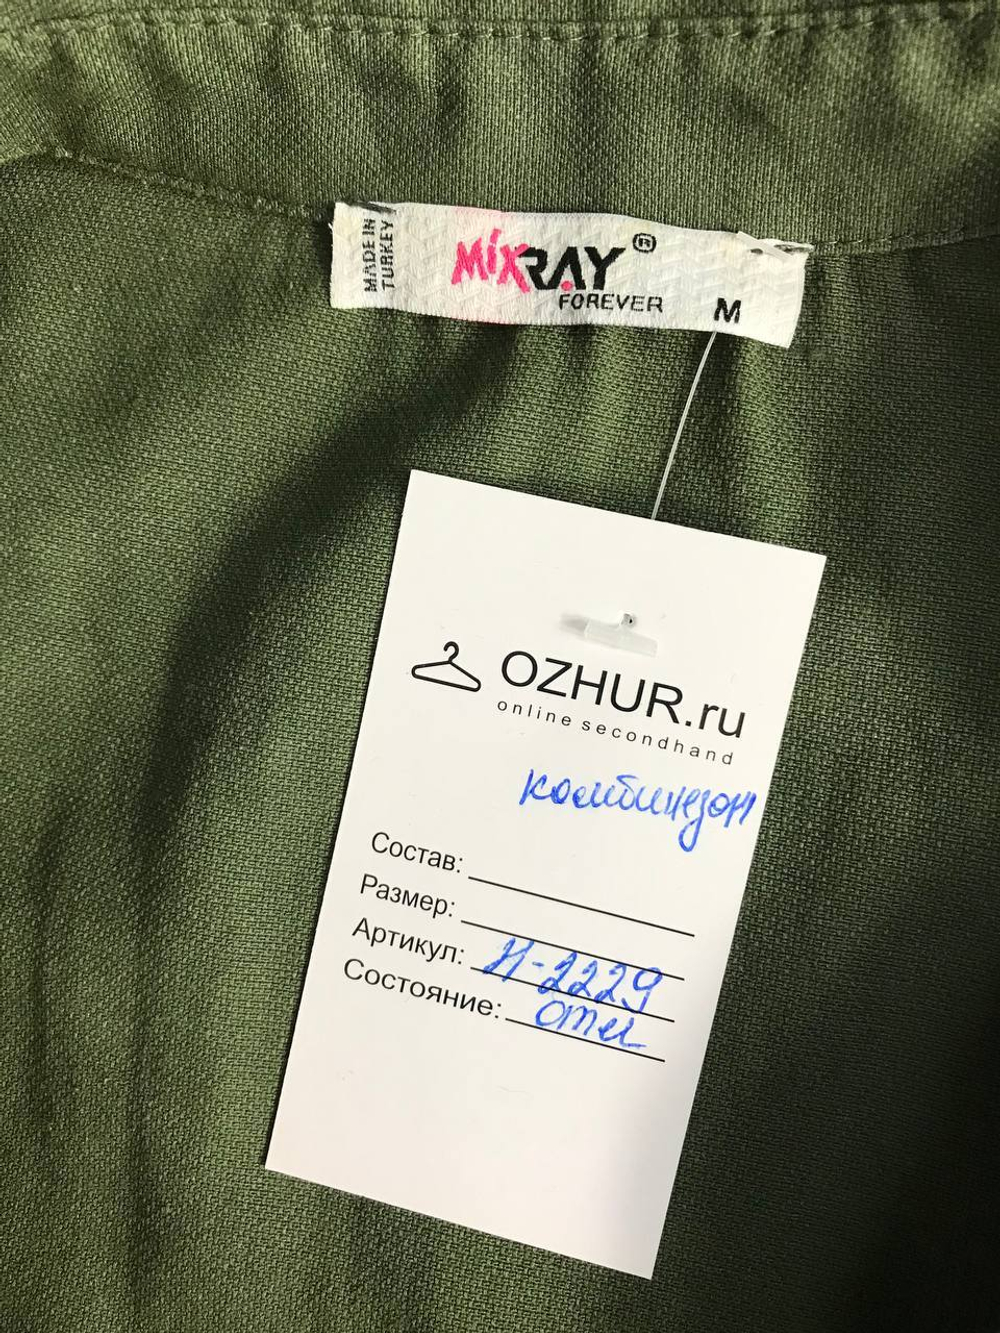 MADE IN
TURKEY
MixRAY®
FOREVER
M
OZHUR.ru
online secondhand
комбинезон
Состав:
Размер:
Артикул: Н-2229
Состояние: отл